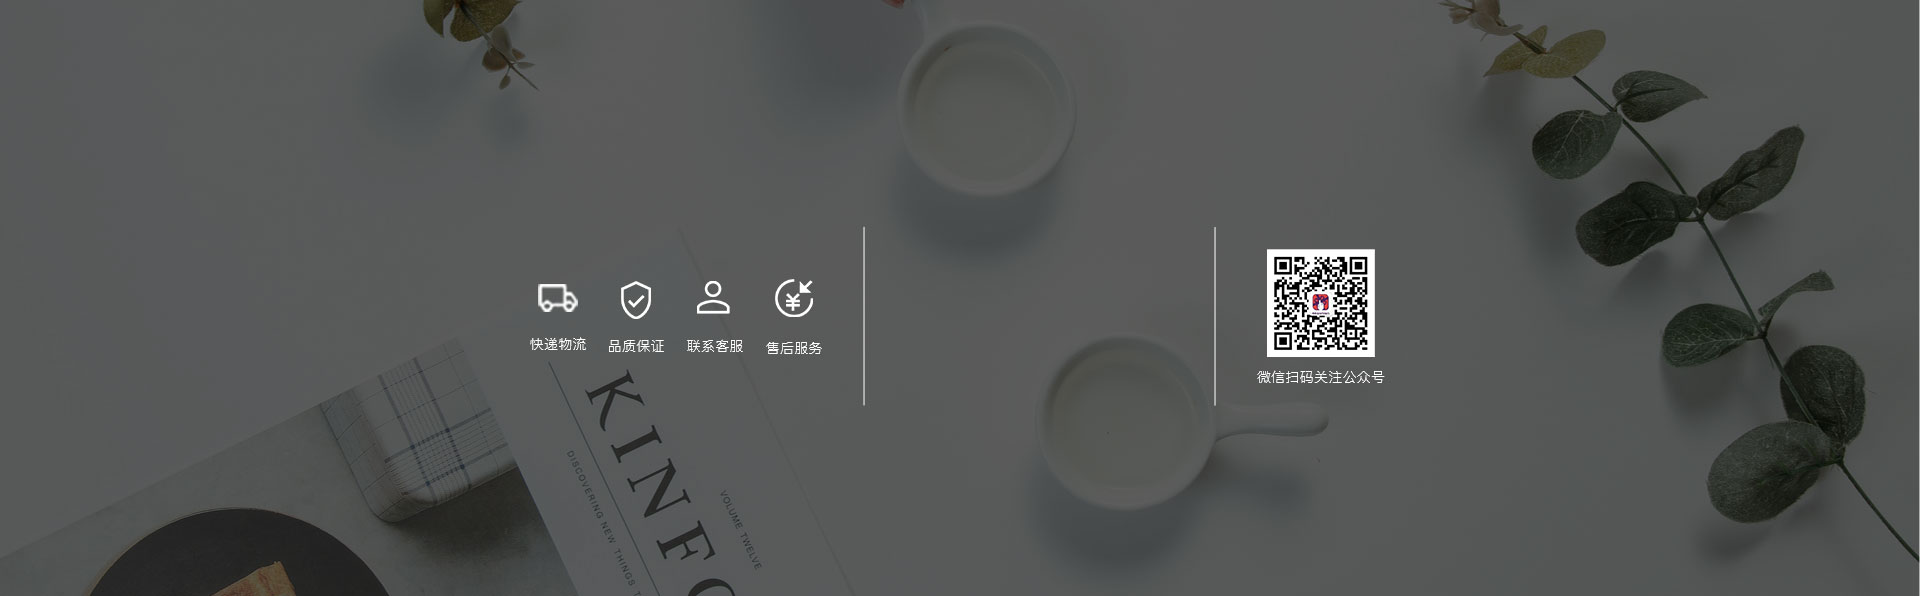 快递物流
品质保证
联系客服
售后服务
微信扫码关注公众号
KINFO
DISCOVERING NEW THINGS
VOLUME TWELVE